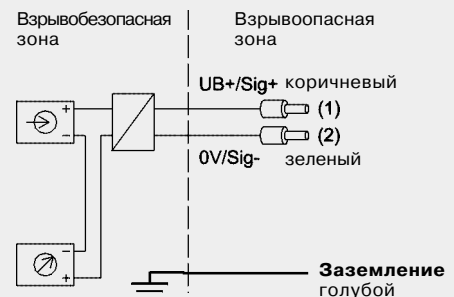 Взрывобезопасная зона
Взрывоопасная зона
UB+/Sig+ коричневый
+
(1)
−
(2)
0V/Sig- зеленый
−
+
Заземление
голубой